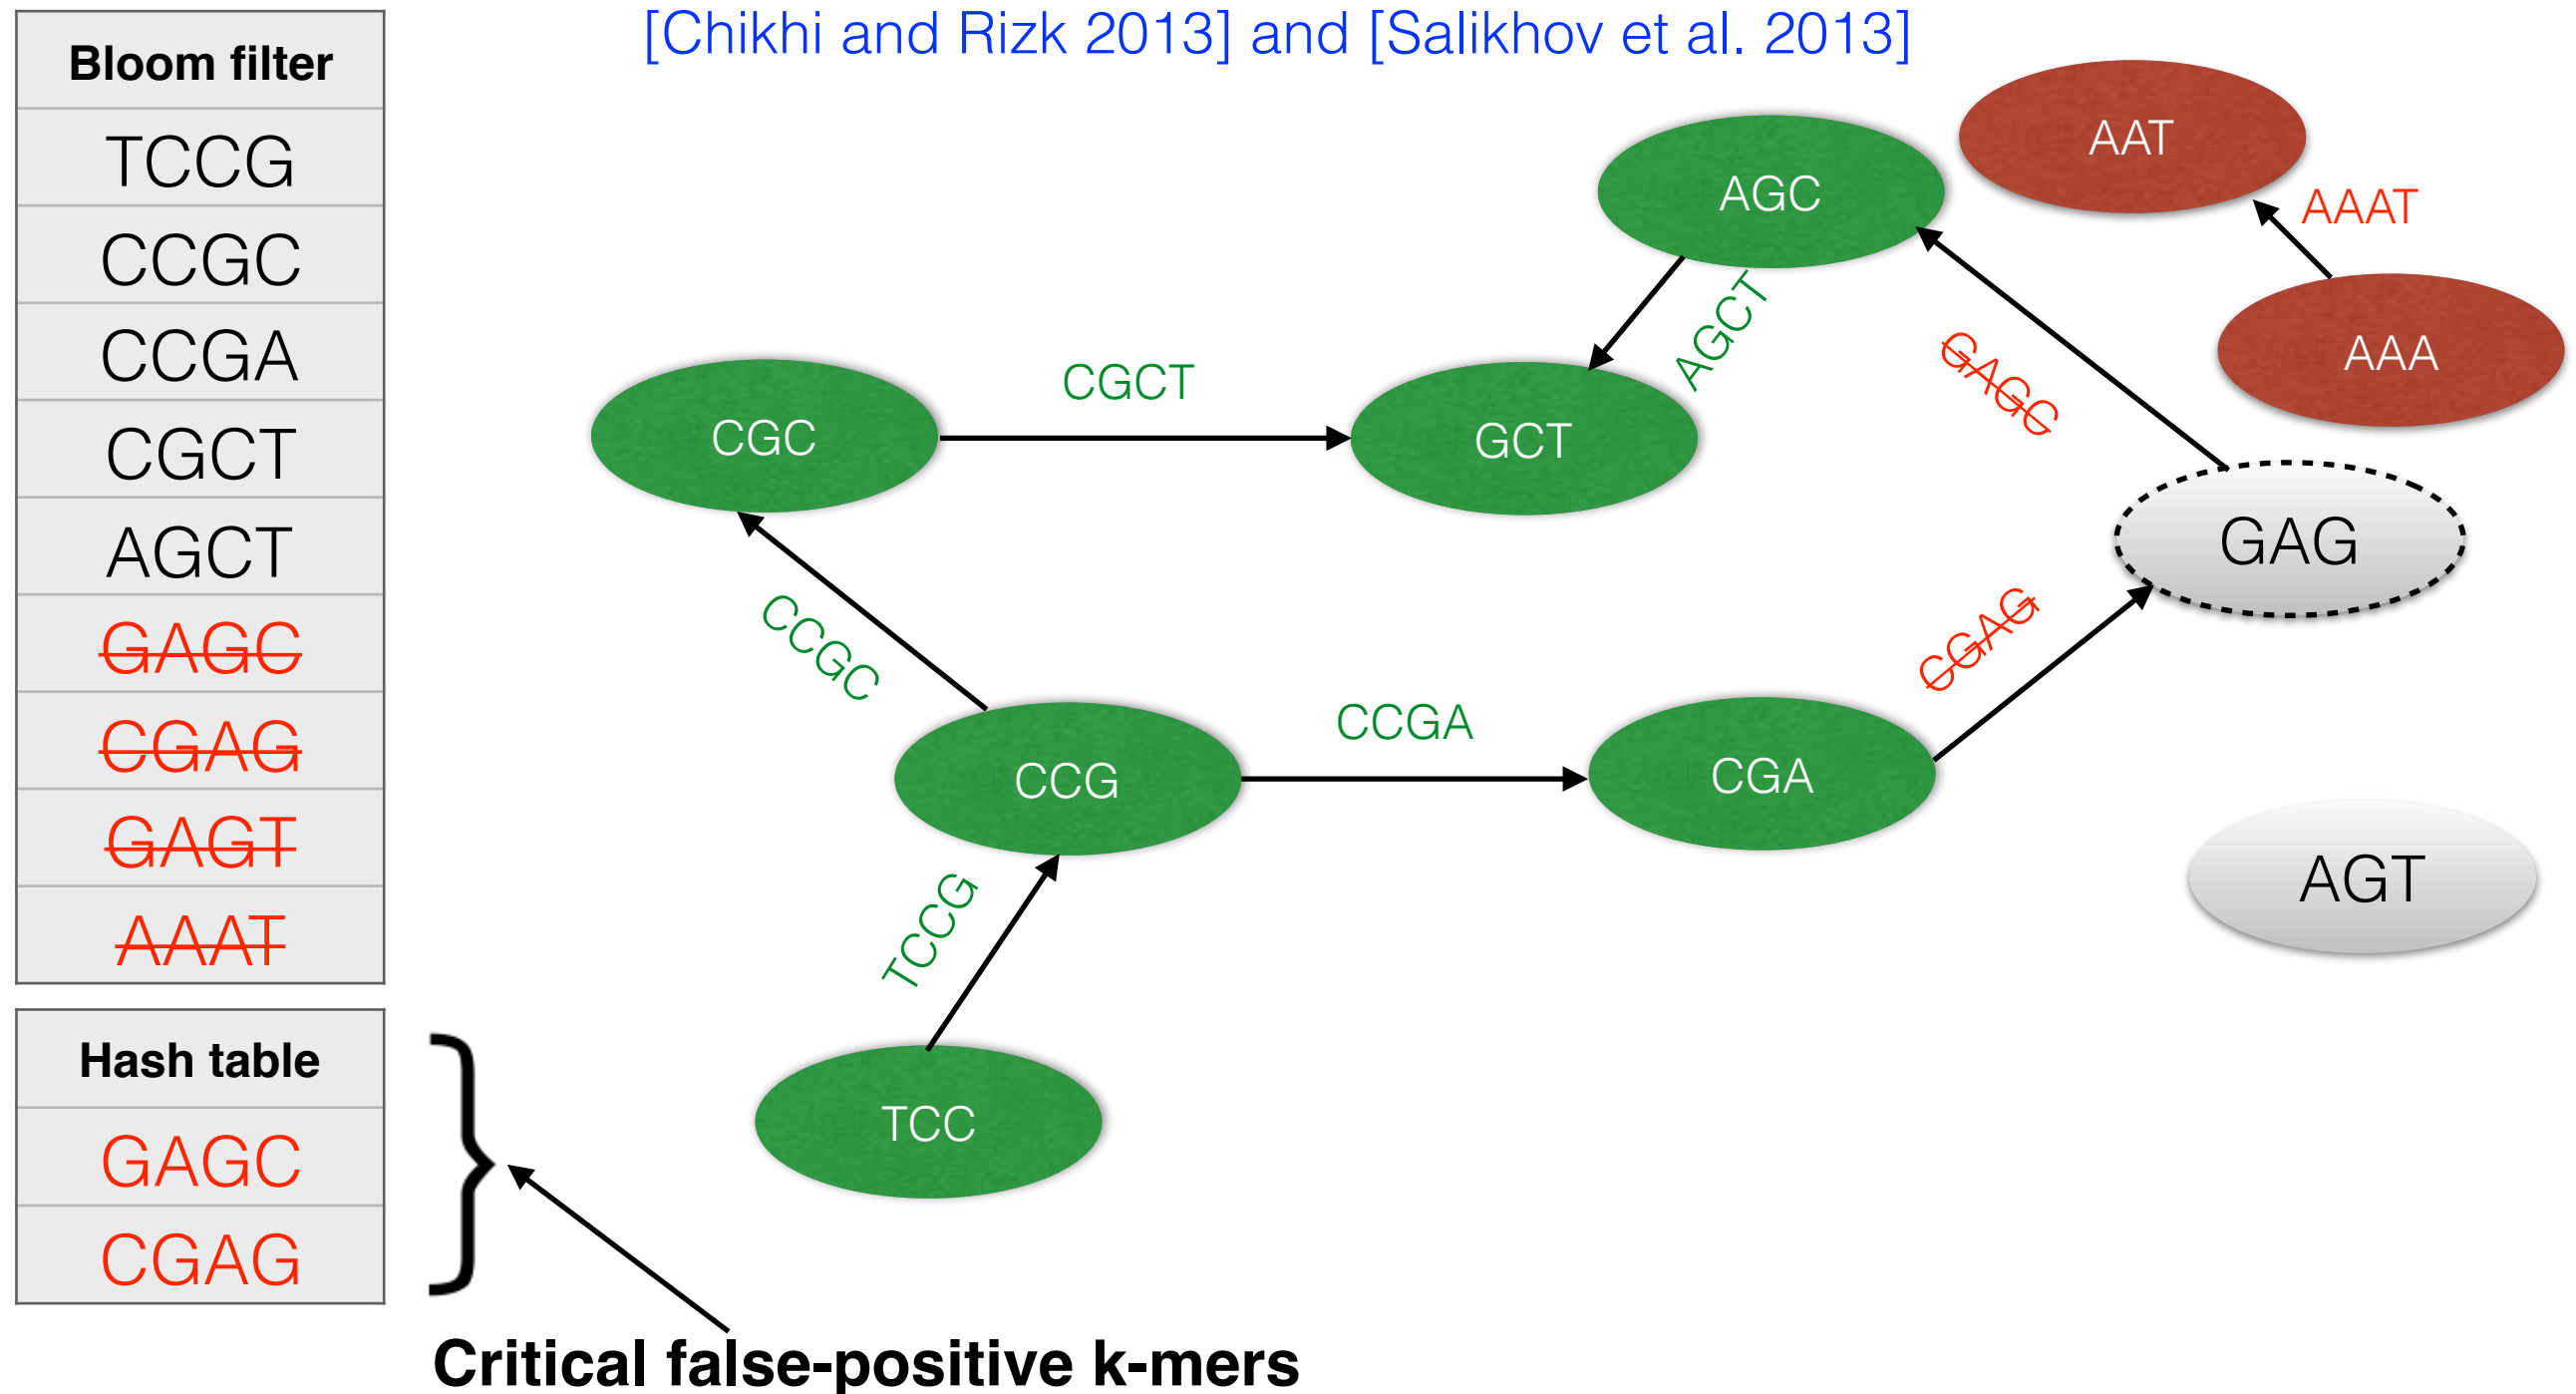 [Chikhi and Rizk 2013] and [Salikhov et al. 2013]
Bloom filter
TCCG
CCGC
CCGA
CGCT
AGCT
GAGC
CGAG
GAGT
AAAT
Hash table
GAGC
CGAG
Critical false-positive k-mers
AAT
AGC
AAAT
AAA
AGCT
GAGC
CGCT
CGC
GCT
GAG
CCGC
CGAG
CCGA
CCG
CGA
AGT
TCCG
TCC